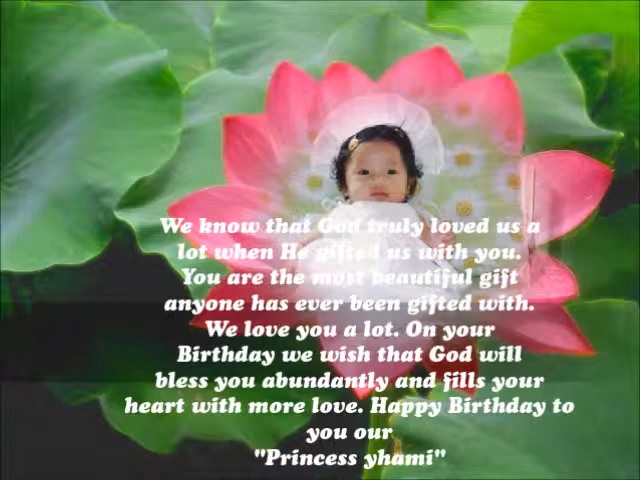 We know that God truly loved us a
lot when He gifted us with you.
You are the most beautiful gift
anyone has ever been gifted with.
We love you a lot. On your
Birthday we wish that God will
bless you abundantly and fills your
heart with more love. Happy Birthday to
you our
"Princess yhami"